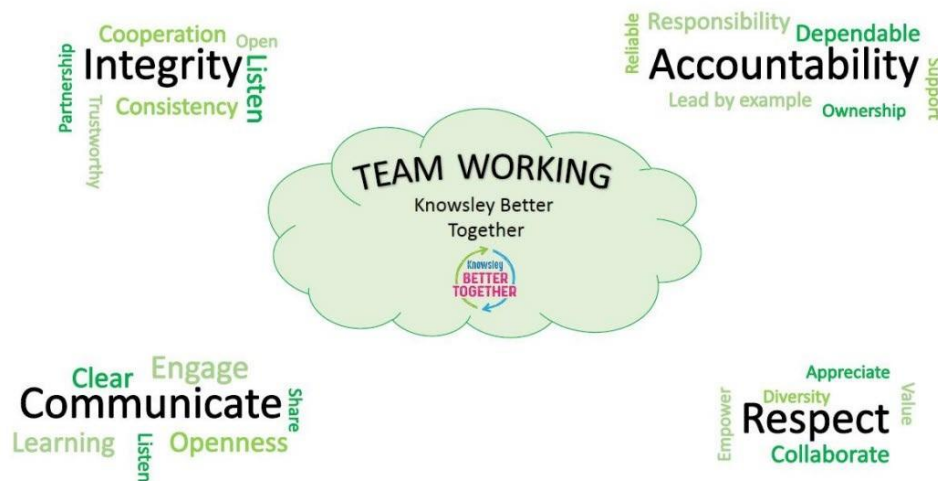 Cooperation
Open
Partnership
Integrity
Listen
Trustworthy
Consistency
Reliable
Responsibility
Dependable
Accountability
Support
Lead by example
Ownership
TEAM WORKING
Knowsley Better
Together
Knowsley
BETTER
TOGETHER
Clear
Engage
Communicate
Share
Learning
Listen
Openness
Appreciate
Empower
Diversity
Value
Respect
Collaborate